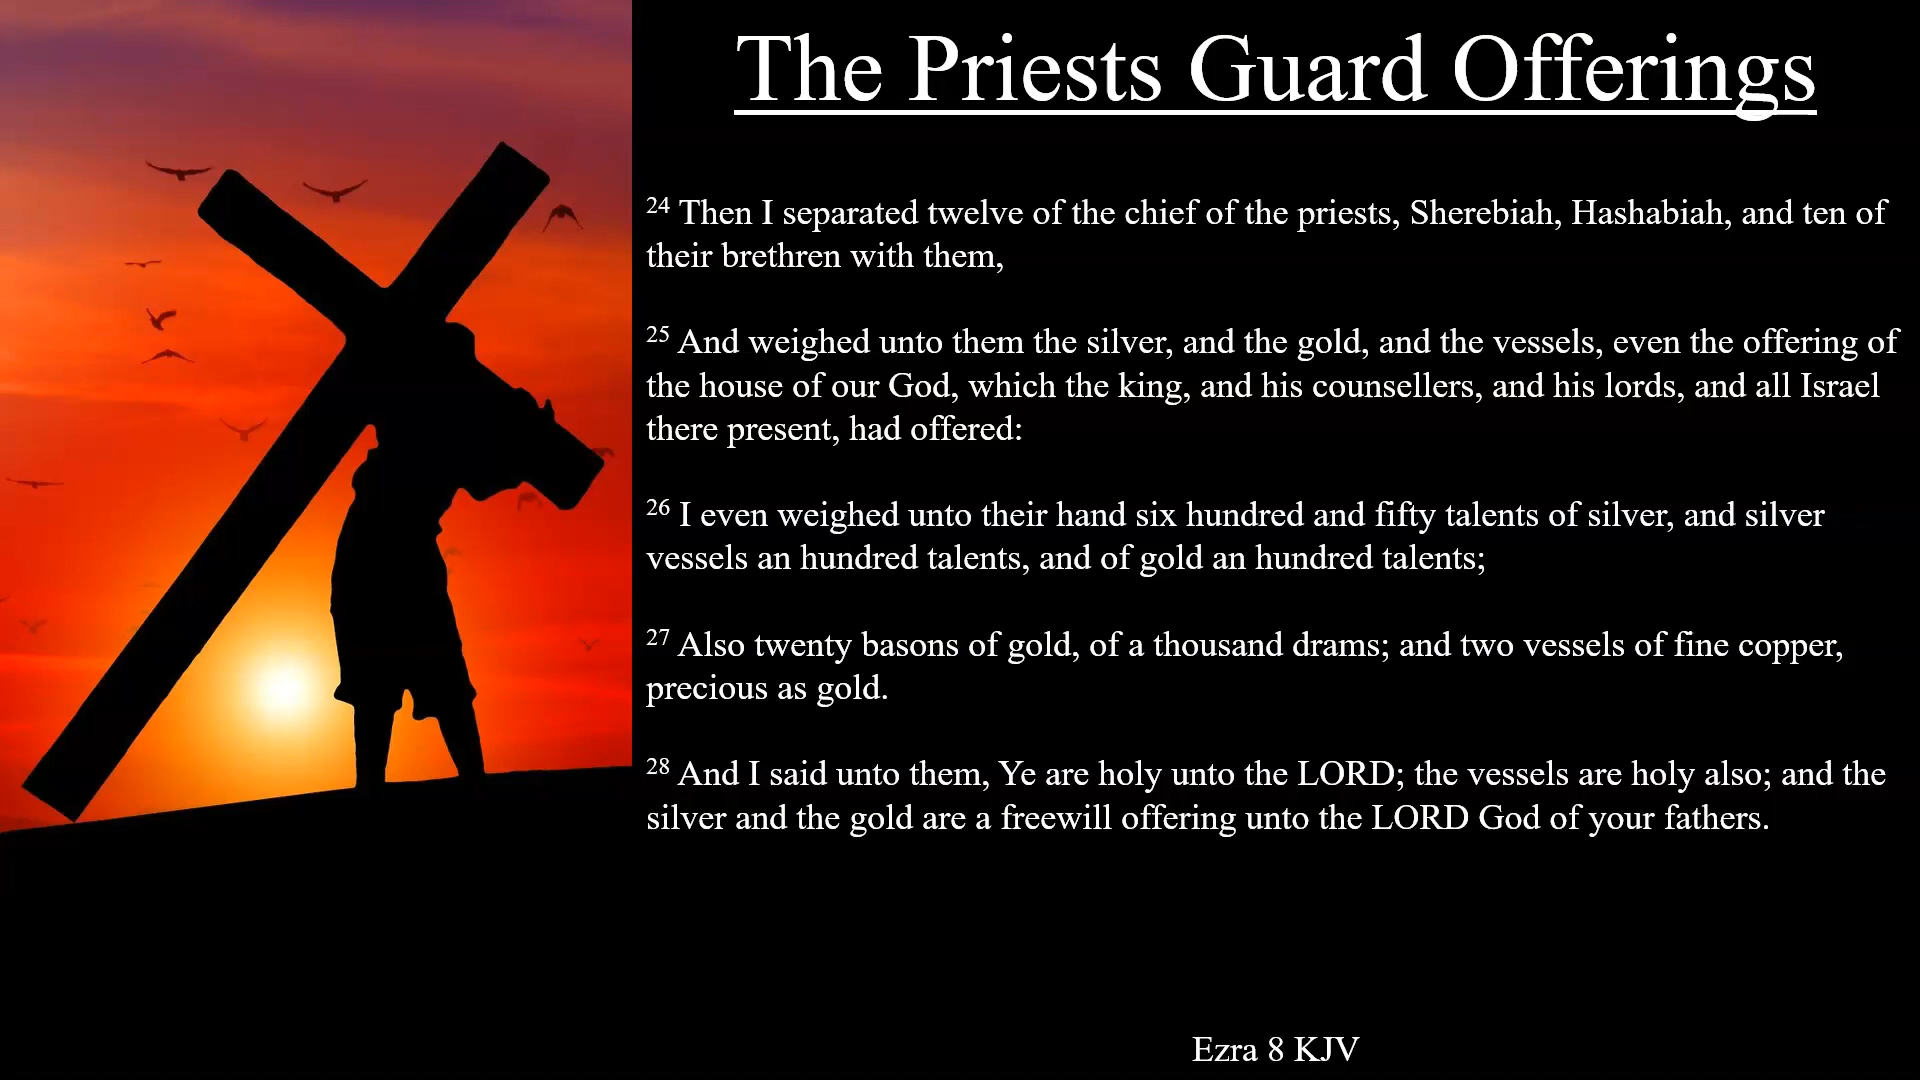 The Priests Guard Offerings
24 Then I separated twelve of the chief of the priests, Sherebiah, Hashabiah, and ten of
their brethren with them,
25 And weighed unto them the silver, and the gold, and the vessels, even the offering of
the house of our God, which the king, and his counsellers, and his lords, and all Israel
there present, had offered:
26 I even weighed unto their hand six hundred and fifty talents of silver, and silver
vessels an hundred talents, and of gold an hundred talents;
27 Also twenty basons of gold, of a thousand drams; and two vessels of fine copper,
precious as gold.
28 And I said unto them, Ye are holy unto the LORD; the vessels are holy also; and the
silver and the gold are a freewill offering unto the LORD God of your fathers.
Ezra 8 KJV